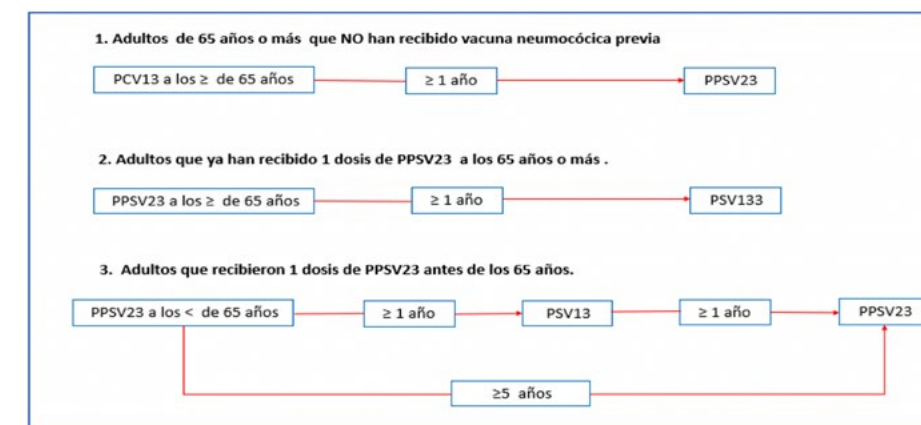 1. Adultos de 65 años o más que NO han recibido vacuna neumocócica previa
PCV13 a los ≥ de 65 años ≥ 1 año PPSV23
2. Adultos que ya han recibido 1 dosis de PPSV23 a los 65 años o más .
PPSV23 a los ≥ de 65 años ≥ 1 año PSV133
3. Adultos que recibieron 1 dosis de PPSV23 antes de los 65 años.
PPSV23 a los < de 65 años ≥ 1 año PSV13 ≥ 1 año PPSV23
≥5 años